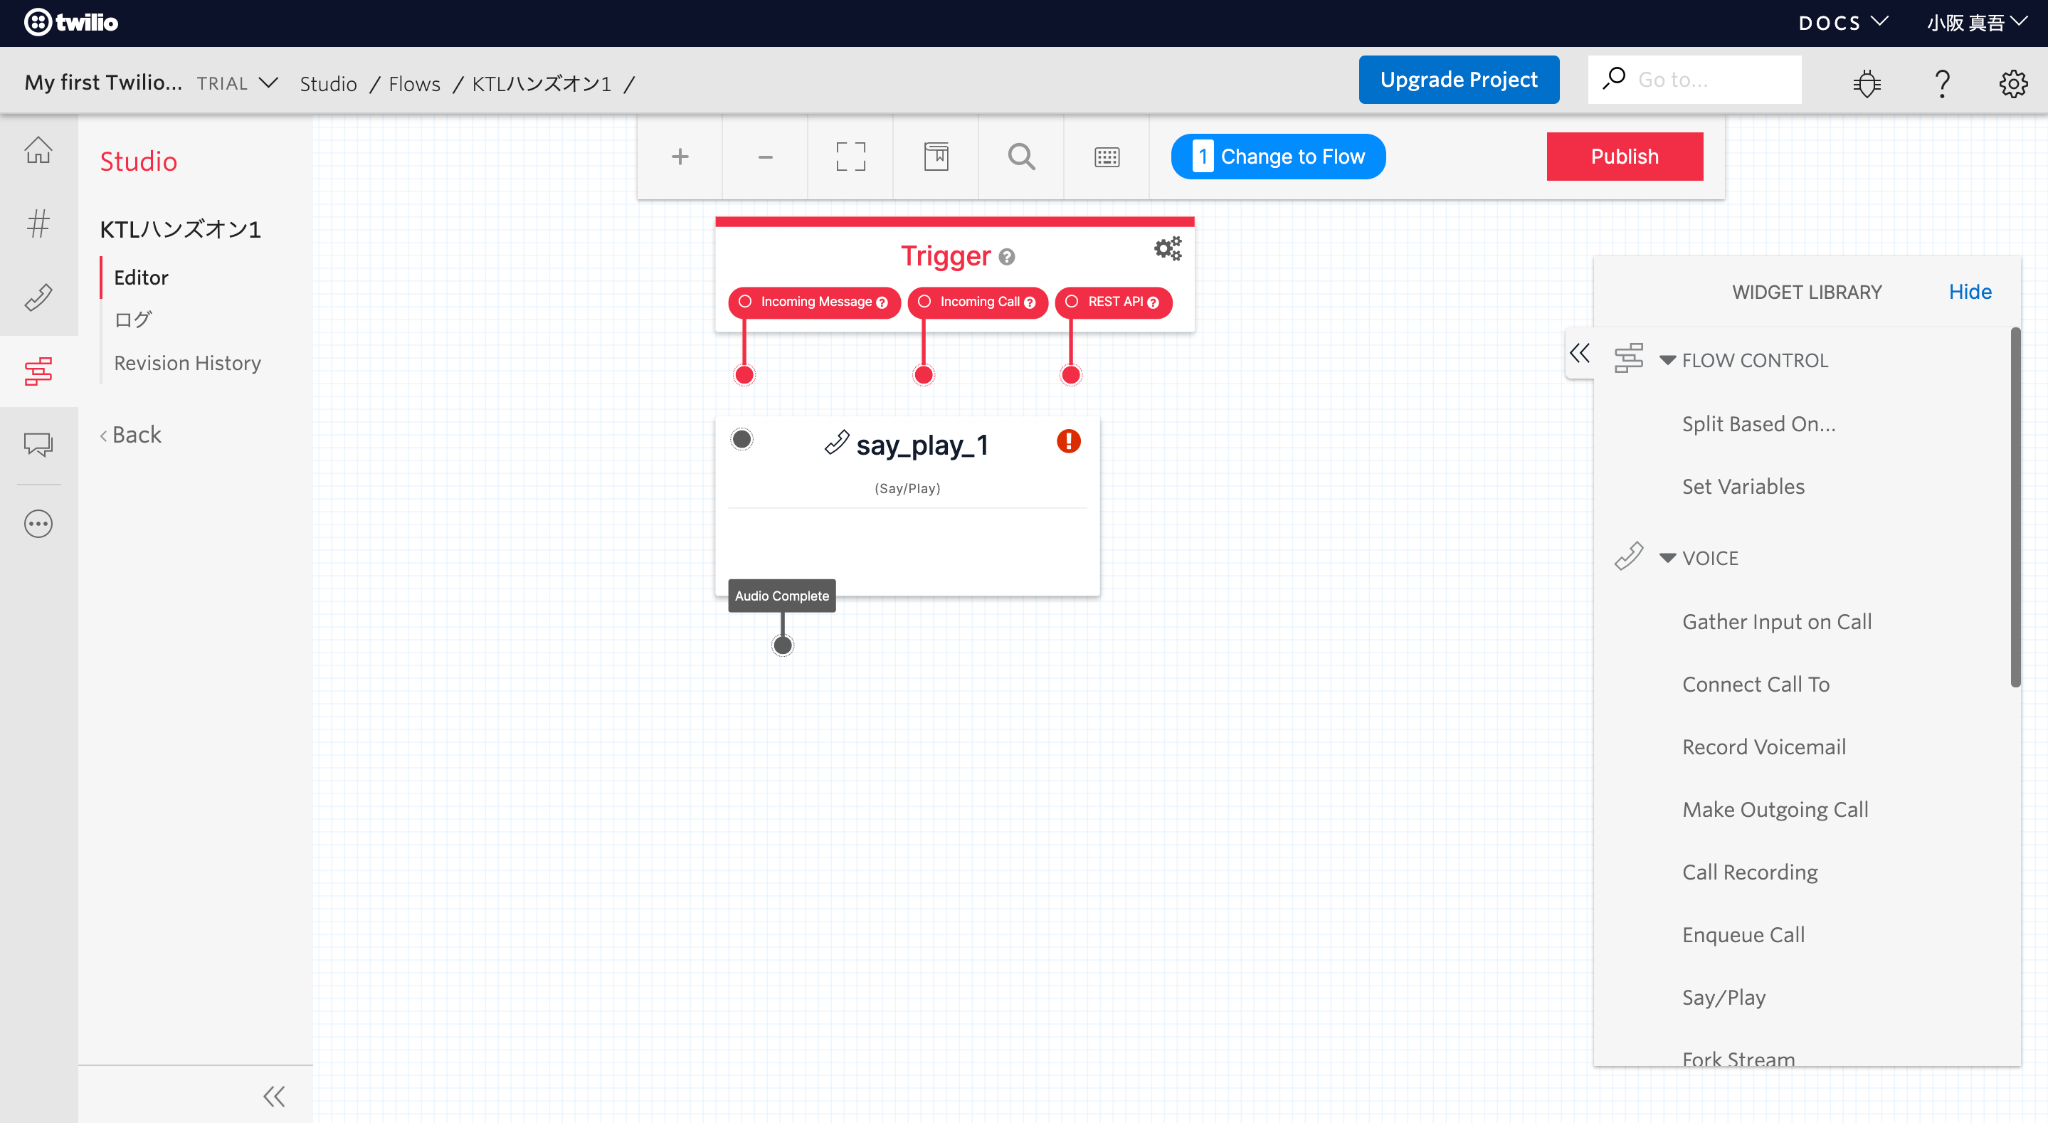 twilio
DOCS
小阪 真吾
My first Twilio... TRIAL
Studio / Flows / KTLハンズオン1 /
Upgrade Project
Go to...
?
Studio
KTLハンズオン1
Editor
ログ
Revision History
‹ Back
+ −
1 Change to Flow
Publish
Trigger ?
Incoming Message ?
Incoming Call ?
REST API ?
say_play_1
(Say/Play)
Audio Complete
WIDGET LIBRARY
Hide
FLOW CONTROL
Split Based On...
Set Variables
VOICE
Gather Input on Call
Connect Call To
Record Voicemail
Make Outgoing Call
Call Recording
Enqueue Call
Say/Play
Fork Stream